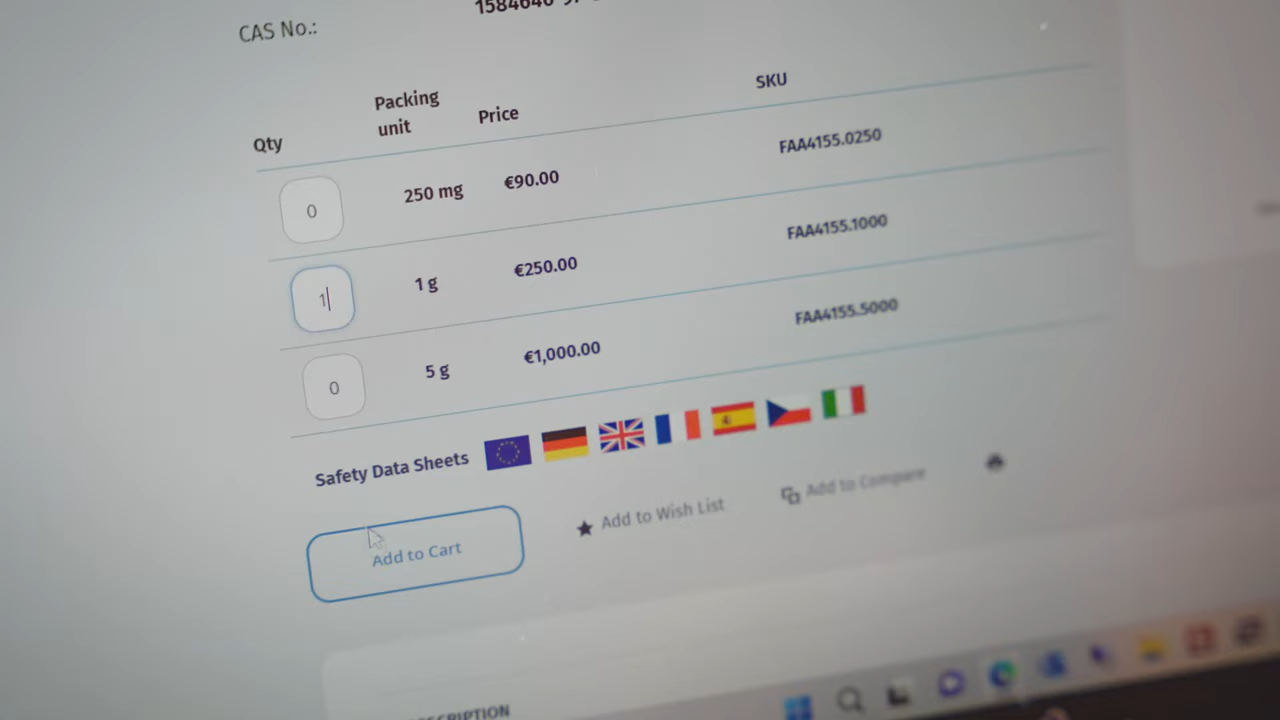 CAS No.:
Qty Packing unit Price SKU
0 250 mg €90.00 FAA4155.0250
1 1 g €250.00 FAA4155.1000
0 5 g €1,000.00 FAA4155.5000
Safety Data Sheets
Add to Cart Add to Wish List Add to Compare